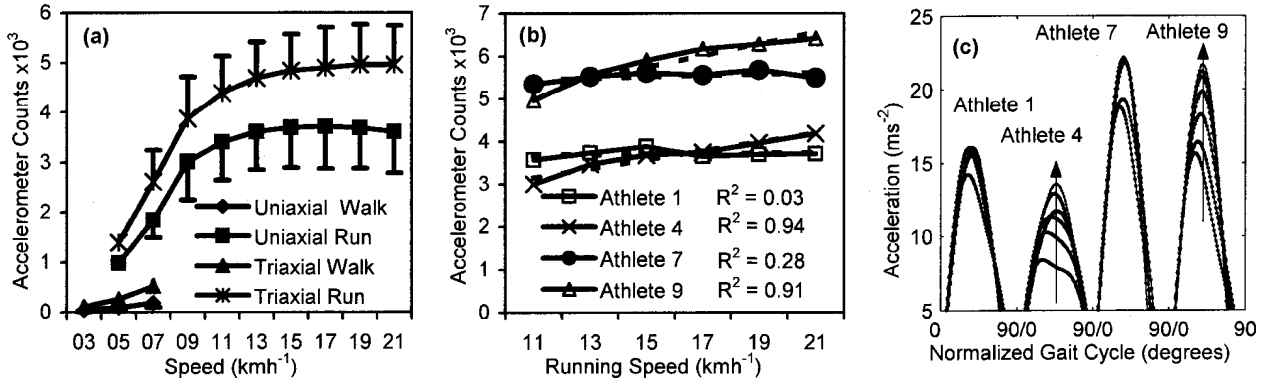 (a)
Accelerometer Counts x10³
7
6
5
4
3
2
1
0
03 05 07 09 11 13 15 17 19 21
Speed (kmh⁻¹)
Uniaxial Walk
Uniaxial Run
Triaxial Walk
Triaxial Run
(b)
Accelerometer Counts x10³
7
6
5
4
3
2
1
0
11 13 15 17 19 21
Running Speed (kmh⁻¹)
Athlete 1 R² = 0.03
Athlete 4 R² = 0.94
Athlete 7 R² = 0.28
Athlete 9 R² = 0.91
(c)
Athlete 7 Athlete 9
Athlete 1
Athlete 4
Acceleration (ms⁻²)
25
20
15
10
5
0 90/0 90/0 90/0 90
Normalized Gait Cycle (degrees)